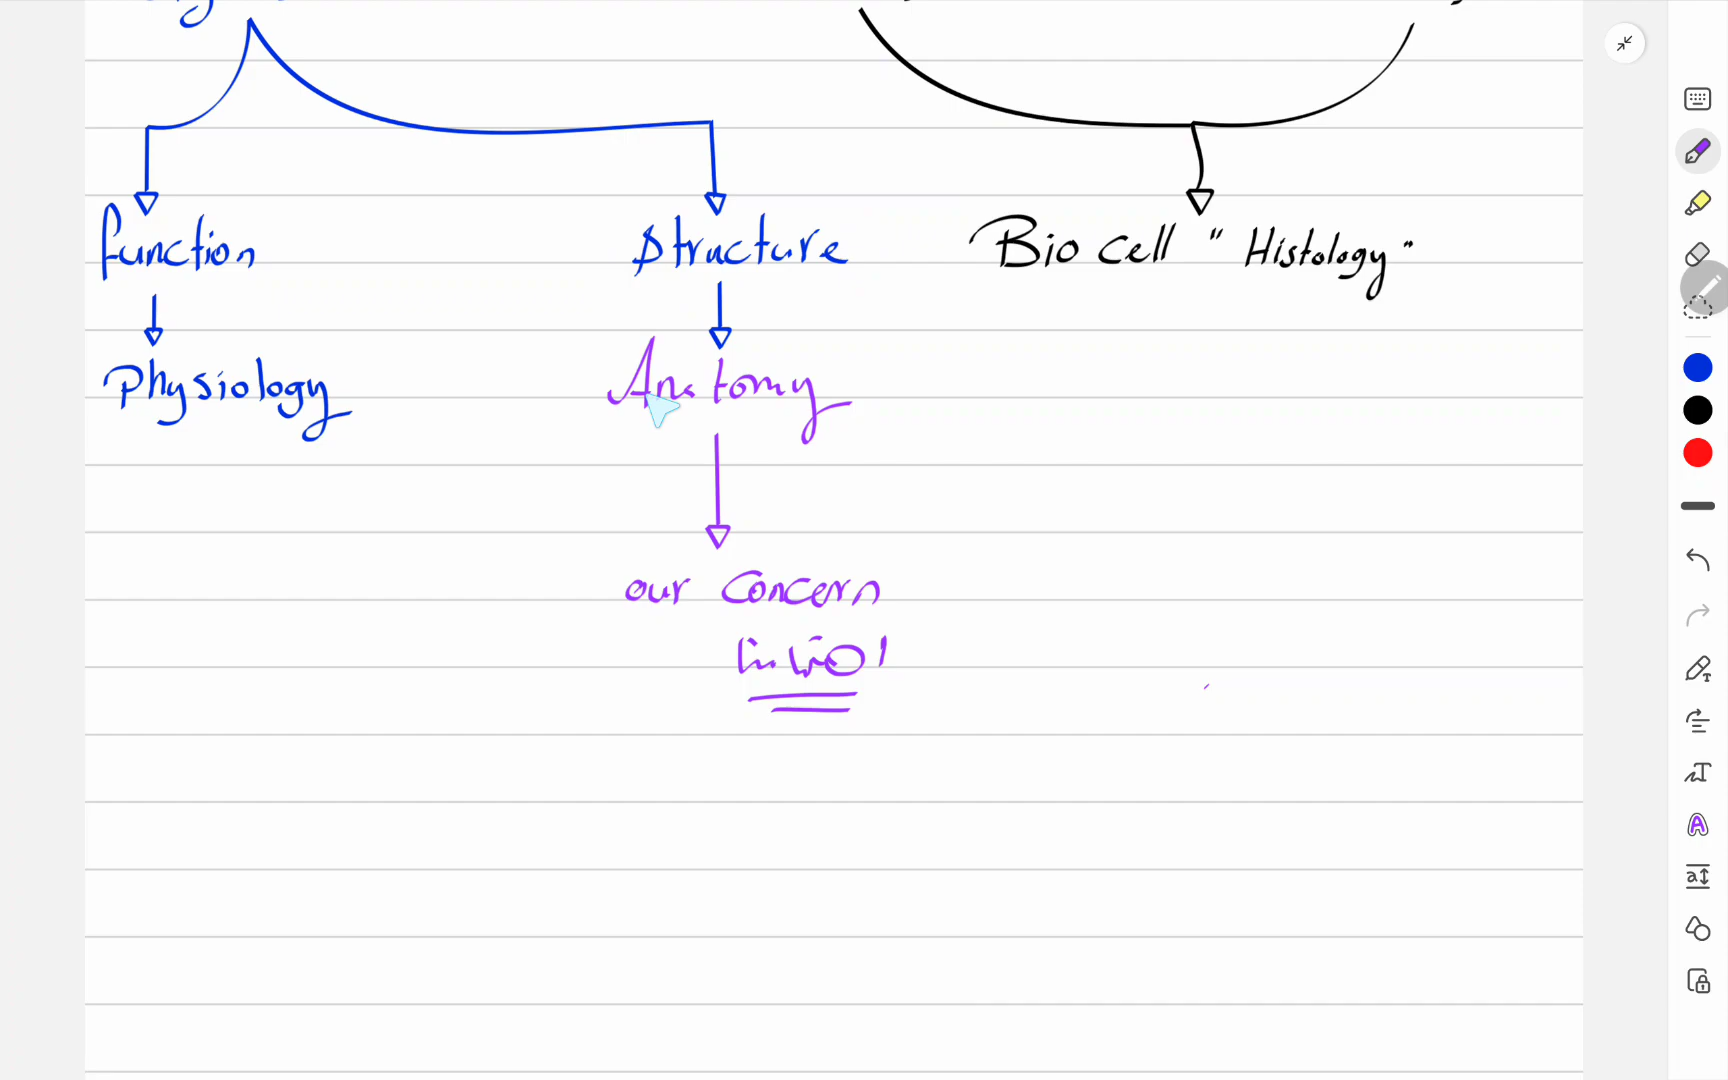 function Structure Bio Cell " Histology "
Physiology Anatomy
our Concern